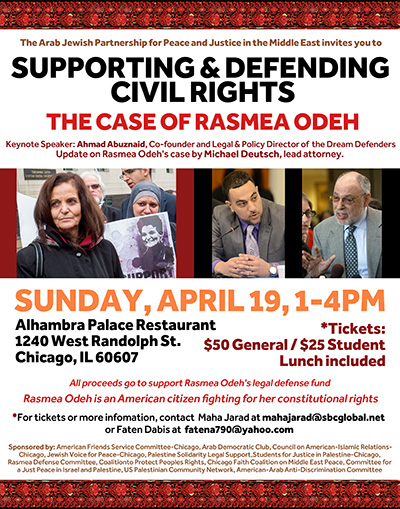 The Arab Jewish Partnership for Peace and Justice in the Middle East invites you to
SUPPORTING & DEFENDING
CIVIL RIGHTS
THE CASE OF RASMEA ODEH
Keynote Speaker: Ahmad Abuznaid, Co-founder and Legal & Policy Director of the Dream Defenders
Update on Rasmea Odeh's case by Michael Deutsch, lead attorney.
SUPPORT
SUNDAY, APRIL 19, 1-4PM
Alhambra Palace Restaurant
1240 West Randolph St.
Chicago, IL 60607
*Tickets:
$50 General / $25 Student
Lunch included
All proceeds go to support Rasmea Odeh's legal defense fund
Rasmea Odeh is an American citizen fighting for her constitutional rights
*For tickets or more infomation, contact Maha Jarad at mahajarad@sbcglobal.net
or Faten Dabis at fatena790@yahoo.com
Sponsored by: American Friends Service Committee-Chicago, Arab Democratic Club, Council on American-Islamic Relations-
Chicago, Jewish Voice for Peace-Chicago, Palestine Solidarity Legal Support,Students for Justice in Palestine-Chicago,
Rasmea Defense Committee, Coalitionto Protect Peoples Rights, Chicago Faith Coalition on Middle East Peace, Committee for
a Just Peace in Israel and Palestine, US Palestinian Community Network, American-Arab Anti-Discrimination Committee